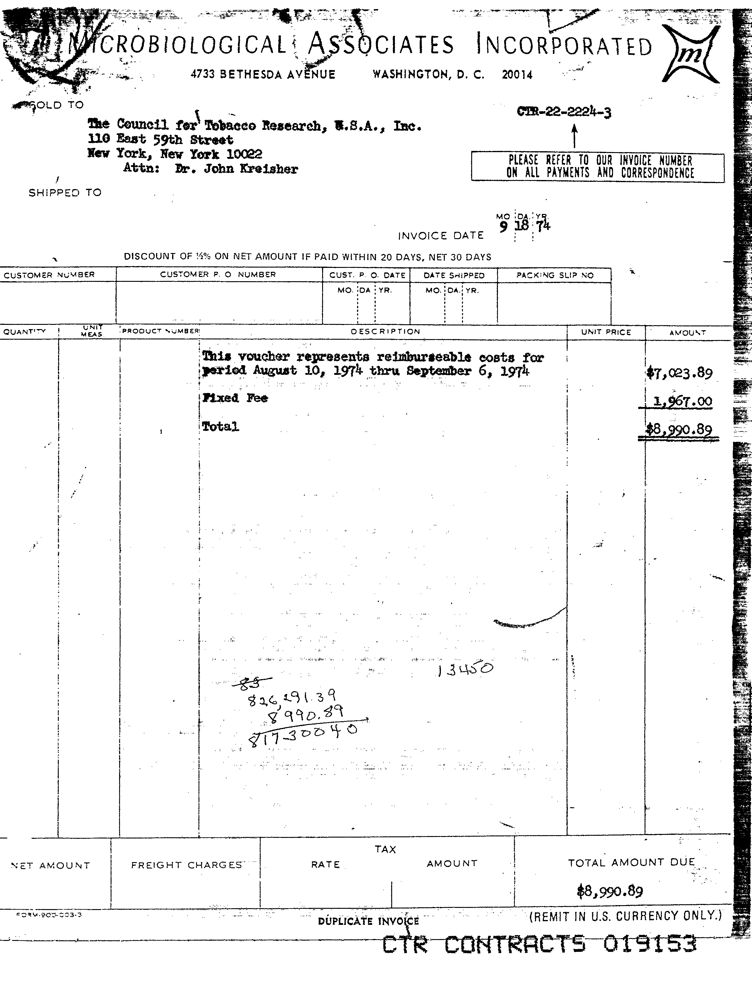 MICROBIOLOGICAL ASSOCIATES INCORPORATED
m
4733 BETHESDA AVENUE WASHINGTON, D. C. 20014
SOLD TO
CTR-22-2224-3
The Council for Tobacco Research, U.S.A., Inc.
110 East 59th Street
New York, New York 10022
Attn: Dr. John Kreisher
PLEASE REFER TO OUR INVOICE NUMBER
ON ALL PAYMENTS AND CORRESPONDENCE
SHIPPED TO
MO DA YR.
INVOICE DATE 9 18 74
DISCOUNT OF ½% ON NET AMOUNT IF PAID WITHIN 20 DAYS, NET 30 DAYS
CUSTOMER NUMBER CUSTOMER P. O NUMBER CUST. P. O. DATE DATE SHIPPED PACKING SLIP NO
MO. DA YR. MO. DA. YR.
QUANTITY UNIT MEAS PRODUCT NUMBER DESCRIPTION UNIT PRICE AMOUNT
This voucher represents reimburseable costs for
period August 10, 1974 thru September 6, 1974 $7,023.89
Fixed Fee 1,967.00
Total $8,990.89
13450
83
826,291.39
8,990.89
817300 40
TAX
NET AMOUNT FREIGHT CHARGES RATE AMOUNT TOTAL AMOUNT DUE
$8,990.89
FORM-900-003-3
DUPLICATE INVOICE
(REMIT IN U.S. CURRENCY ONLY.)
CTR CONTRACTS 019153